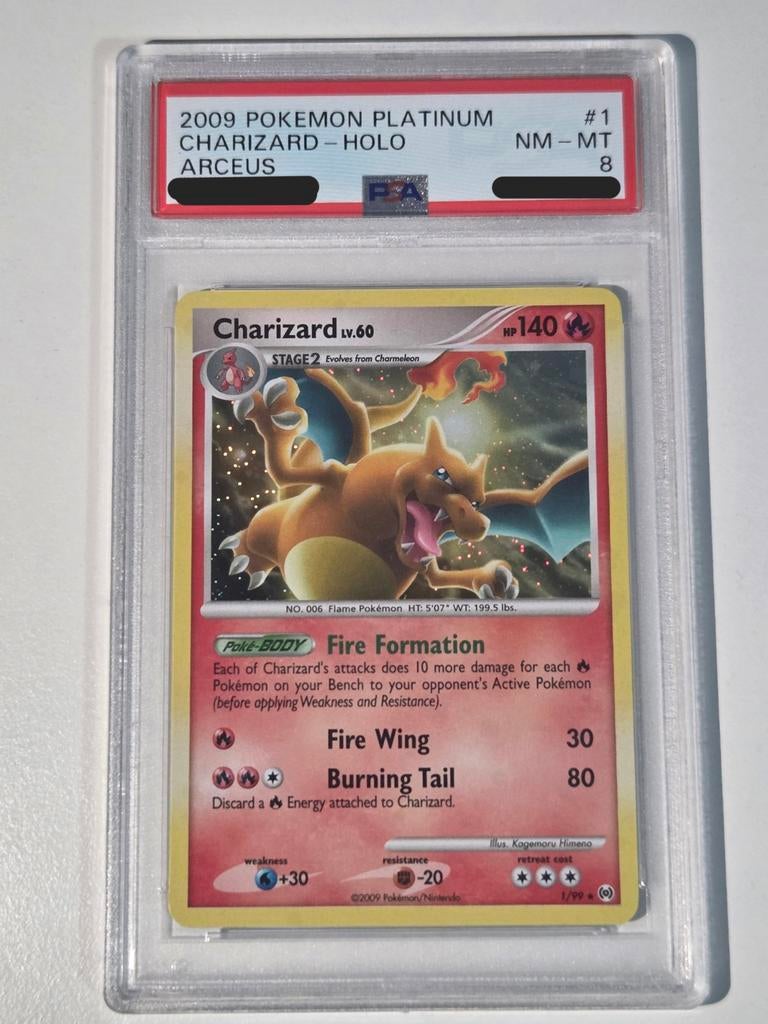 2009 POKEMON PLATINUM #1
CHARIZARD - HOLO NM - MT
ARCEUS 8
PSA
Charizard LV.60 HP 140
STAGE 2 Evolves from Charmeleon
NO. 006 Flame Pokémon HT: 5'07" WT: 199.5 lbs.
Poké-BODY Fire Formation
Each of Charizard's attacks does 10 more damage for each
Pokémon on your Bench to your opponent's Active Pokémon
(before applying Weakness and Resistance).
Fire Wing 30
Burning Tail 80
Discard a Energy attached to Charizard.
Illus. Kagemaru Himeno
weakness resistance retreat cost
+30 -20
©2009 Pokémon/Nintendo 1/99 ★